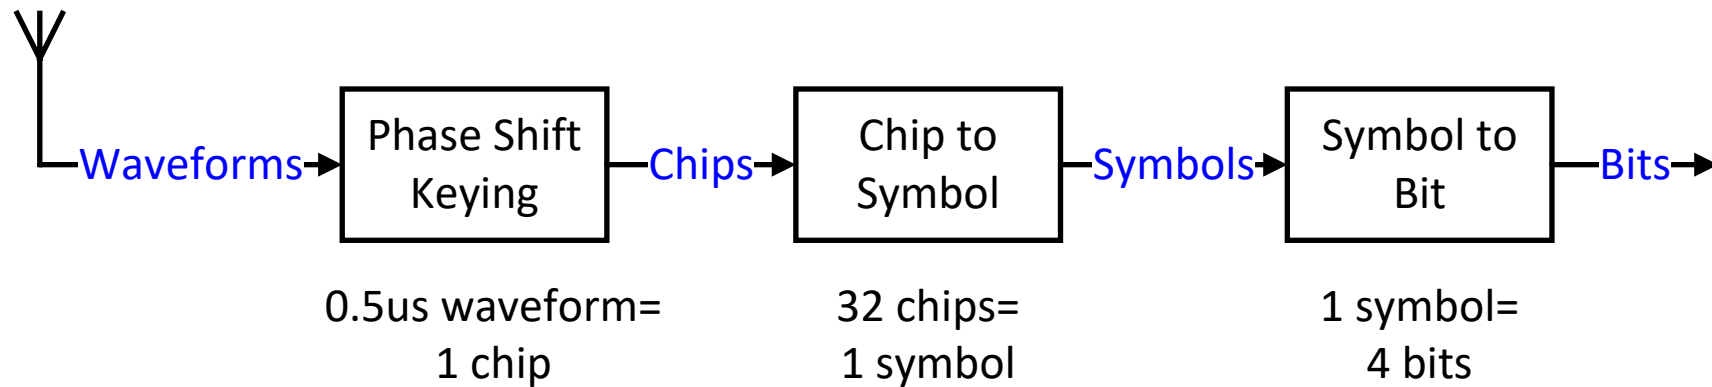 Waveforms
Phase Shift
Keying
Chips
Chip to
Symbol
Symbols
Symbol to
Bit
Bits
0.5us waveform=
1 chip
32 chips=
1 symbol
1 symbol=
4 bits